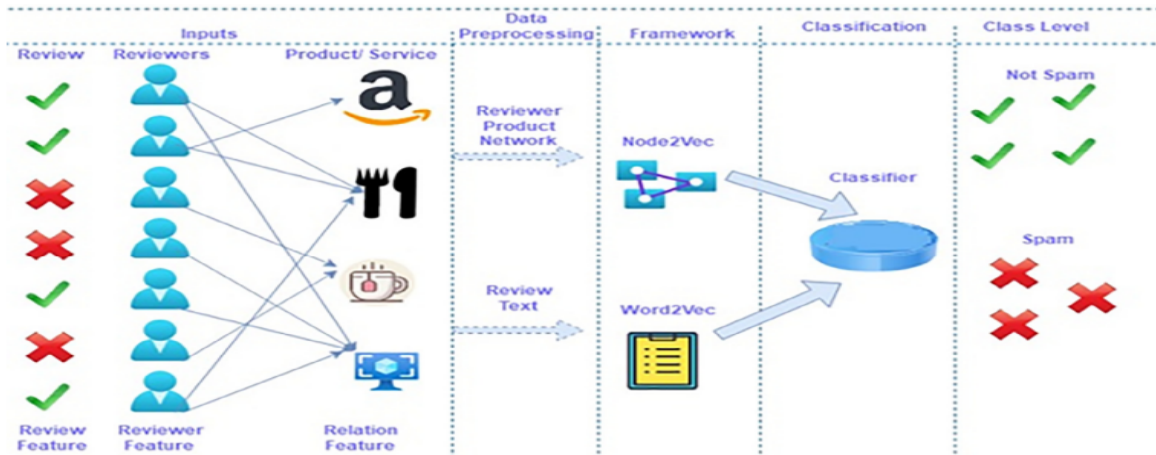 Inputs
Data
Preprocessing
Framework
Classification
Class Level
Review
Reviewers
Product/ Service
a
Not Spam
Reviewer
Product
Network
Node2Vec
Classifier
Spam
Review
Text
Word2Vec
Review
Feature
Reviewer
Feature
Relation
Feature